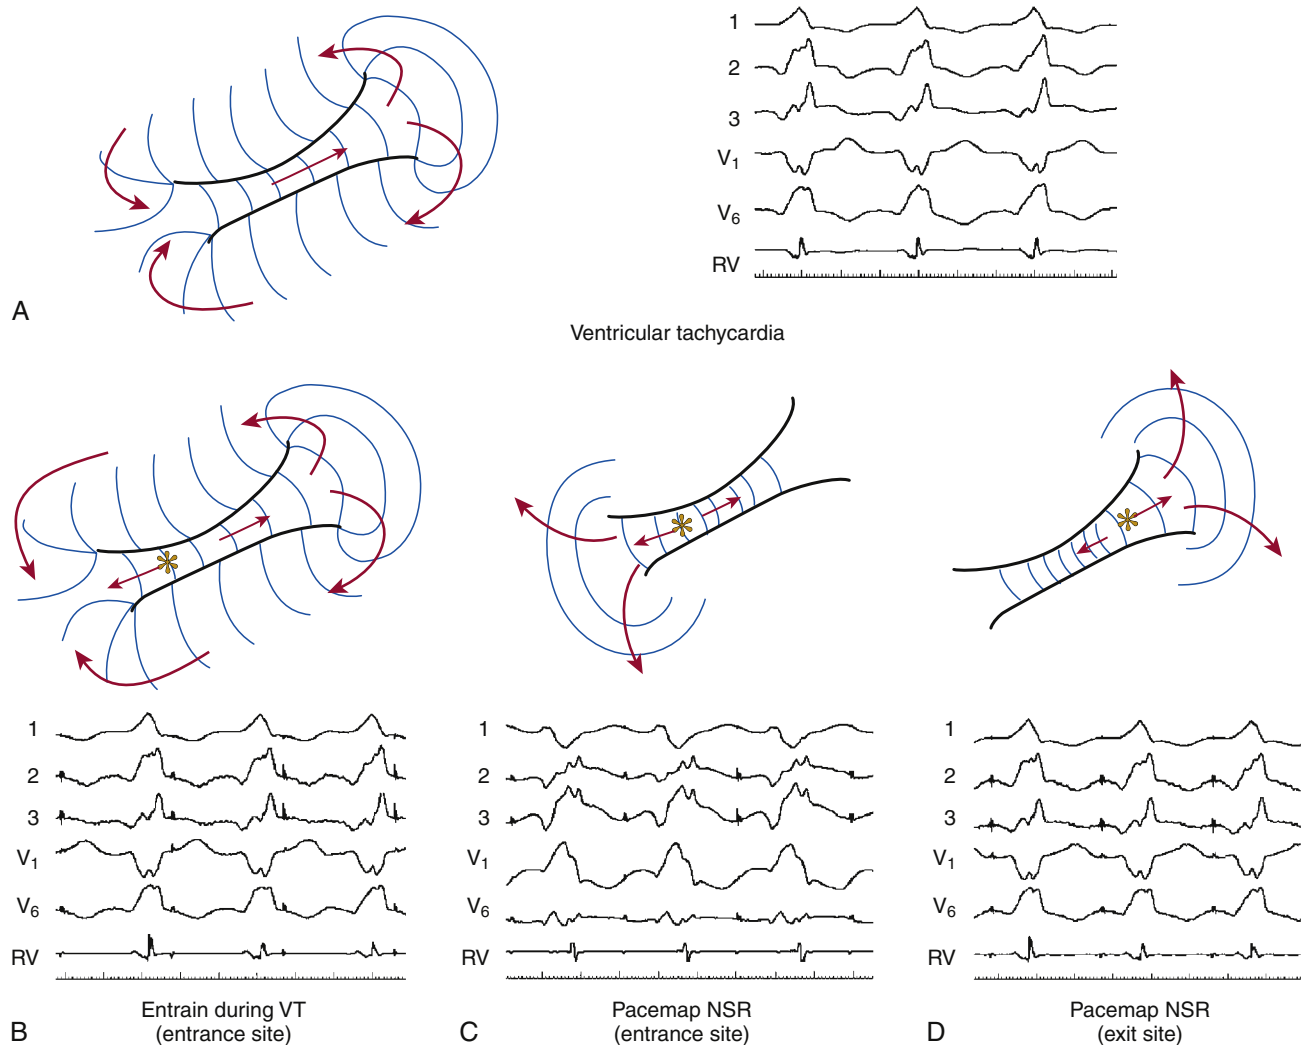 1
2
3
V1
V6
RV
A
Ventricular tachycardia
1
2
3
V1
V6
RV
B
Entrain during VT
(entrance site)
1
2
3
V1
V6
RV
C
Pacemap NSR
(entrance site)
1
2
3
V1
V6
RV
D
Pacemap NSR
(exit site)